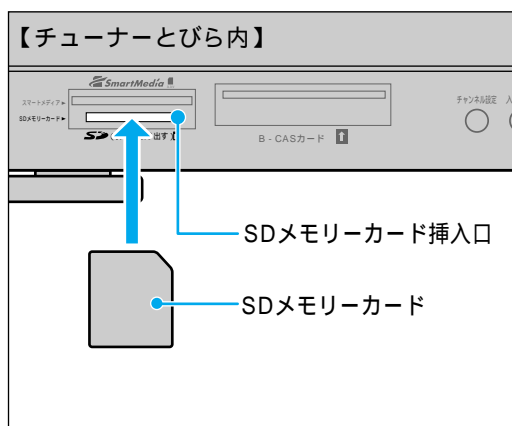 【チューナーとびら内】
SmartMedia
スマートメディア►
SDメモリーカード►
チャンネル設定 入
SD 出す
B-CASカード
SDメモリーカード挿入口
SDメモリーカード